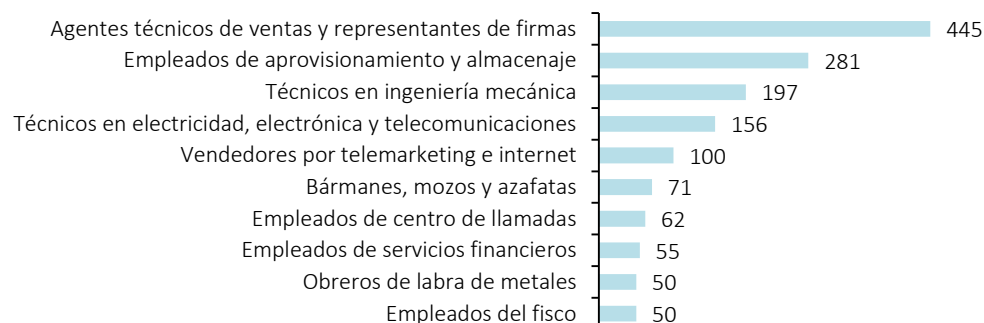 Agentes técnicos de ventas y representantes de firmas 445
Empleados de aprovisionamiento y almacenaje 281
Técnicos en ingeniería mecánica 197
Técnicos en electricidad, electrónica y telecomunicaciones 156
Vendedores por telemarketing e internet 100
Bármanes, mozos y azafatas 71
Empleados de centro de llamadas 62
Empleados de servicios financieros 55
Obreros de labra de metales 50
Empleados del fisco 50